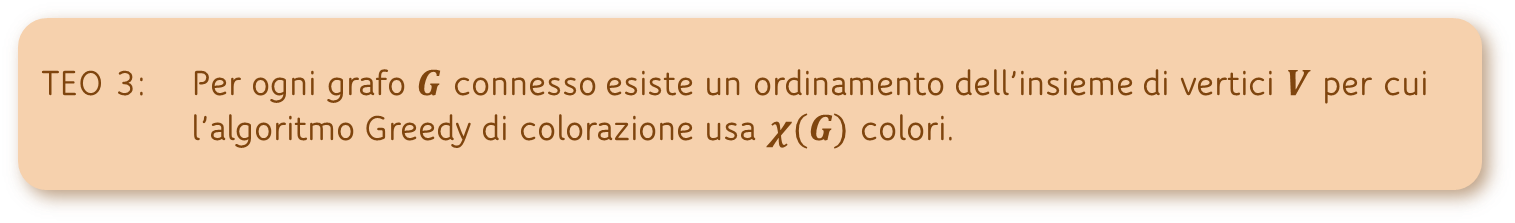 TEO 3: Per ogni grafo G connesso esiste un ordinamento dell’insieme di vertici V per cui
l’algoritmo Greedy di colorazione usa χ(G) colori.